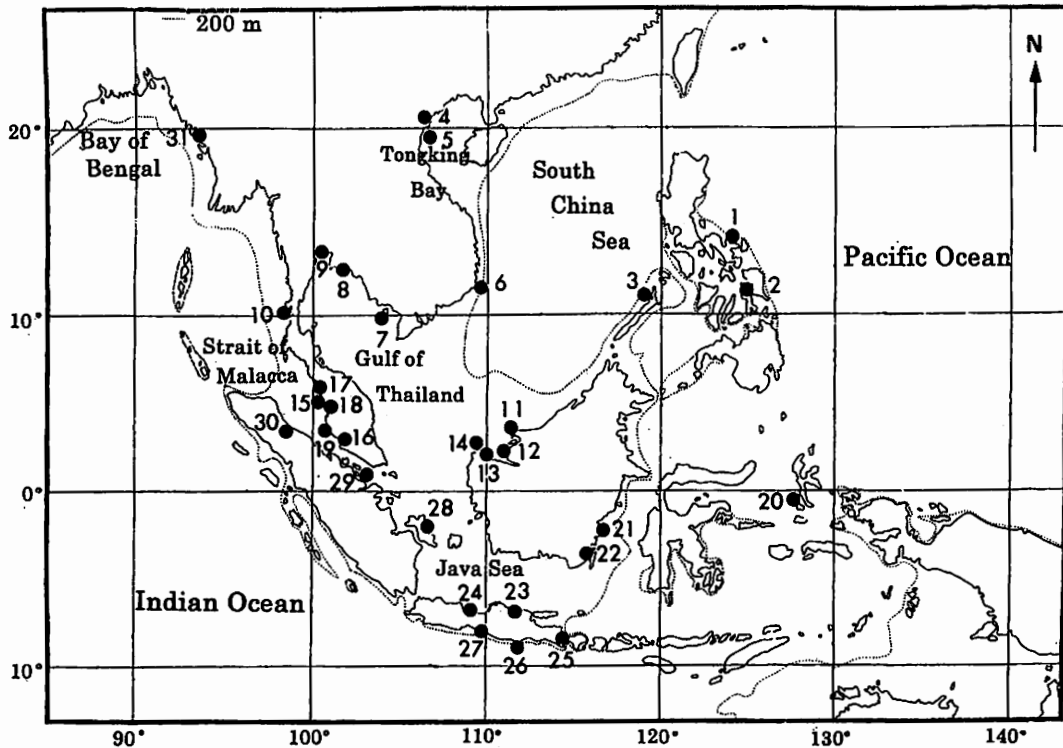 200 m
N
4
20°
31
Bay of
Bengal
5
Tongking
Bay
South
China
Sea
1
9
8
6
3
Pacific Ocean
2
10
10°
7
Strait of
Malacca
Gulf of
Thailand
17
15
18
11
30
19
16
14
12
13
29
0°
20
28
21
22
Java Sea
Indian Ocean
24
23
27
25
26
10°
90°
100°
110°
120°
130°
140°